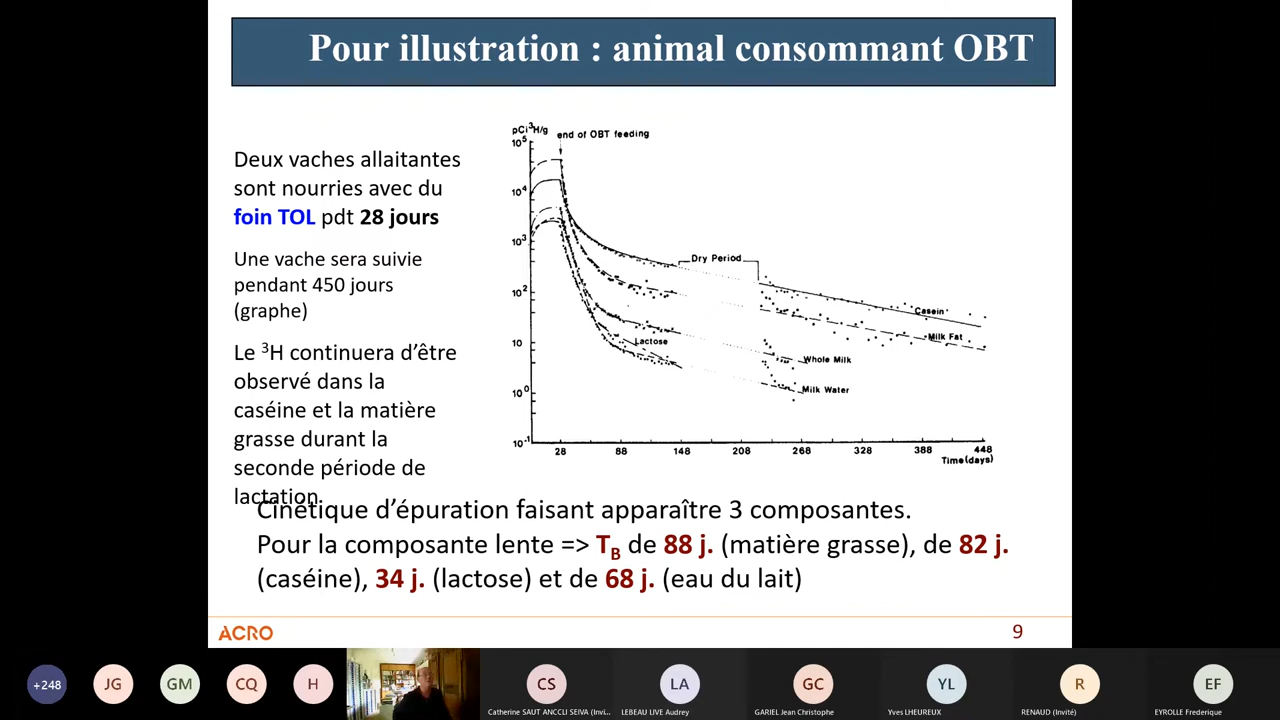 Pour illustration : animal consommant OBT
Deux vaches allaitantes
sont nourries avec du
foin TOL pdt 28 jours
Une vache sera suivie
pendant 450 jours
(graphe)
Le ³H continuera d’être
observé dans la
caséine et la matière
grasse durant la
seconde période de
lactation.
pCi ³H/g
end of OBT feeding
10⁵
10⁴
10³
10²
10
10⁰
10⁻¹
Dry Period
Casein
Milk Fat
Lactose
Whole Milk
Milk Water
28 88 148 208 268 328 388 448
Time(days)
Cinétique d’épuration faisant apparaître 3 composantes.
Pour la composante lente => TB de 88 j. (matière grasse), de 82 j.
(caséine), 34 j. (lactose) et de 68 j. (eau du lait)
ACRO
9
+248 JG GM CQ H CS LA GC YL R EF
Catherine SAUT ANCCLI SEIVA (Invi... LEBEAU LIVE Audrey GARIEL Jean Christophe Yves LHEUREUX RENAUD (Invité) EYROLLE Frederique